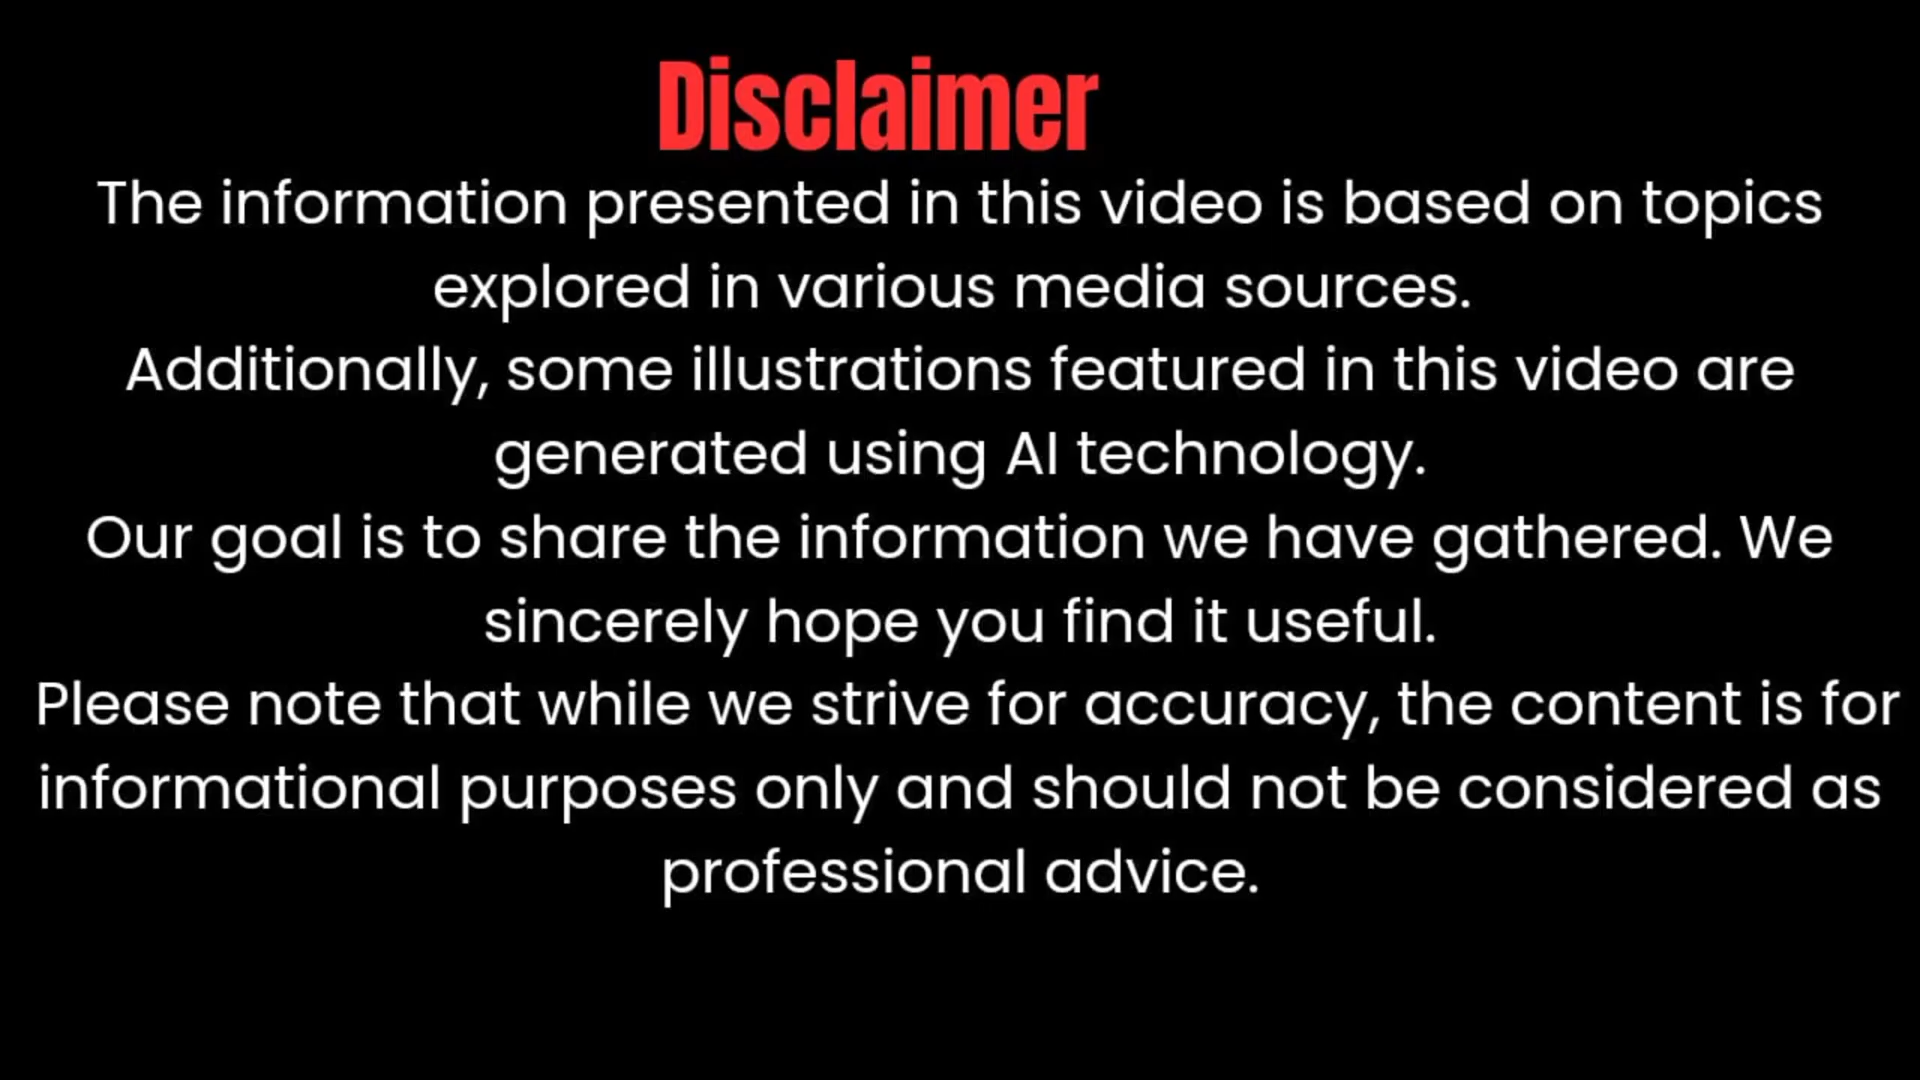 Disclaimer
The information presented in this video is based on topics
explored in various media sources.
Additionally, some illustrations featured in this video are
generated using AI technology.
Our goal is to share the information we have gathered. We
sincerely hope you find it useful.
Please note that while we strive for accuracy, the content is for
informational purposes only and should not be considered as
professional advice.